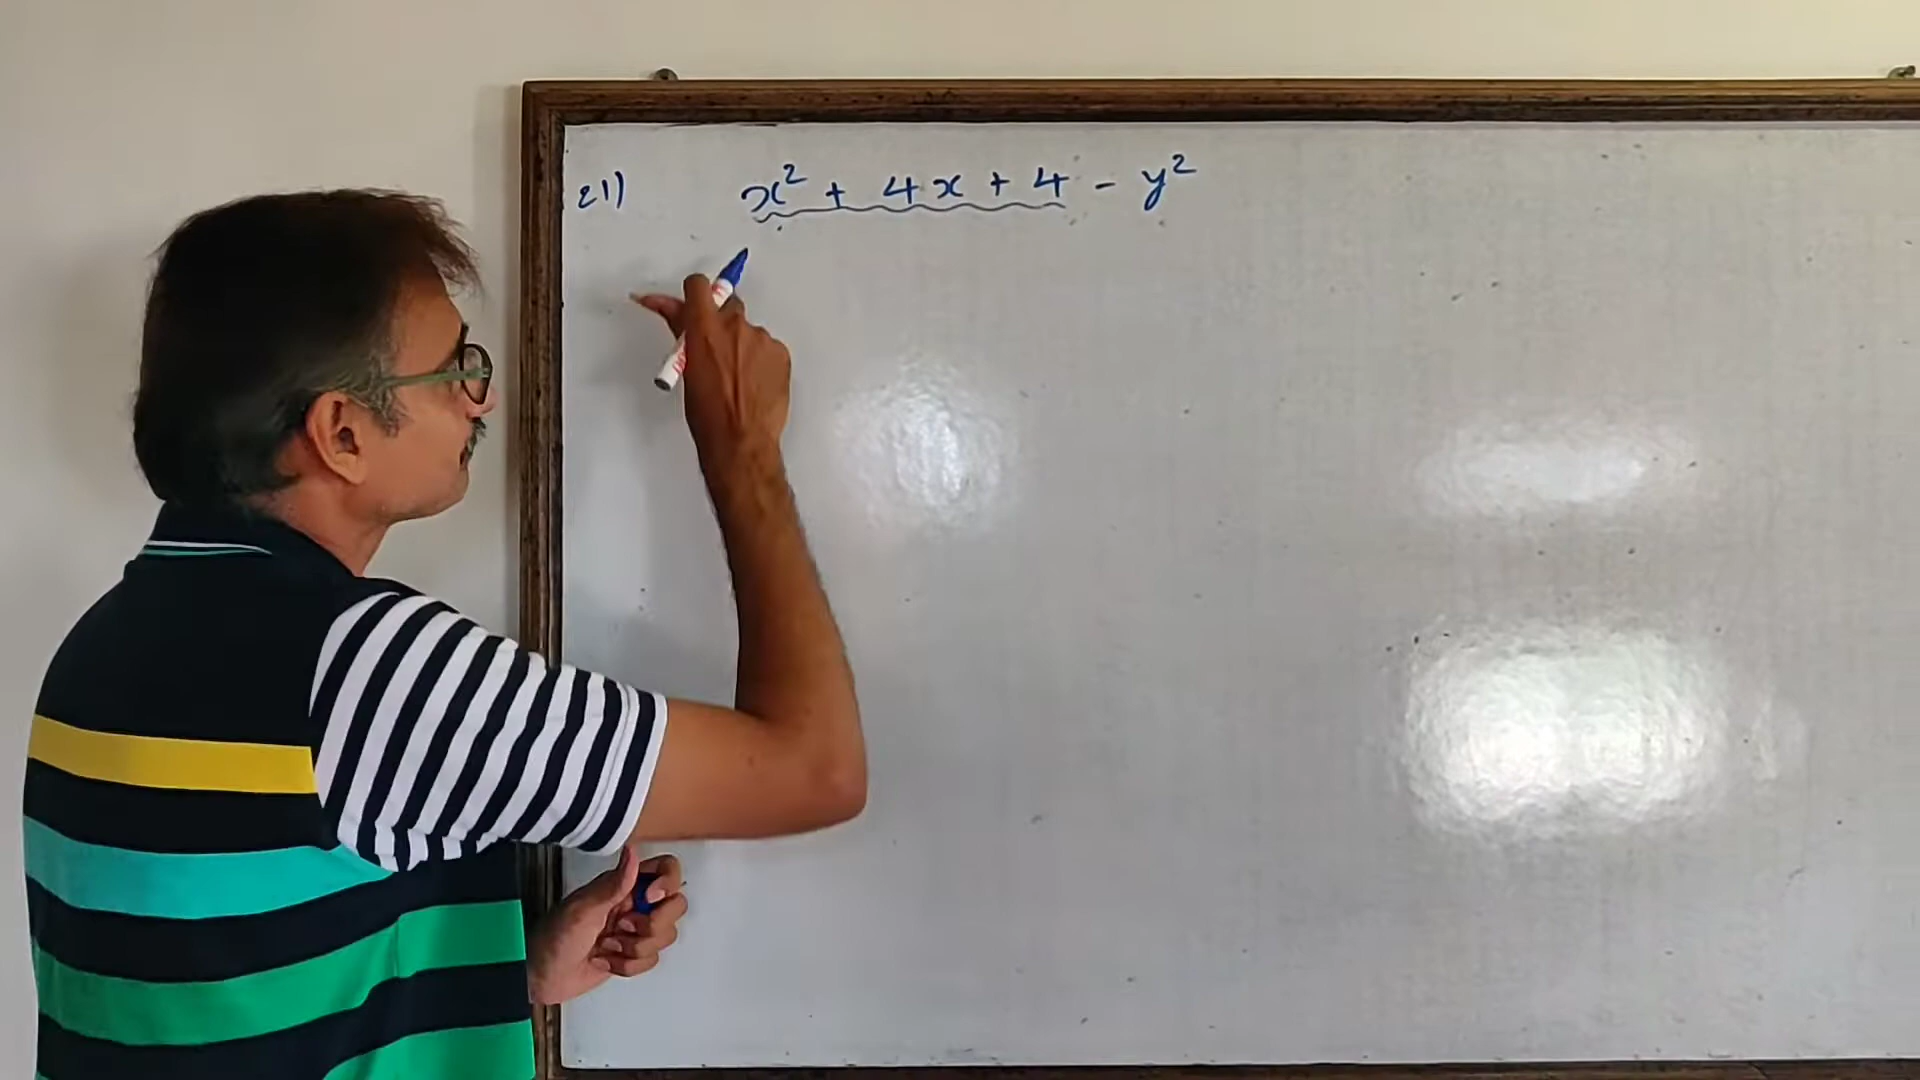 21) x² + 4x + 4 - y²